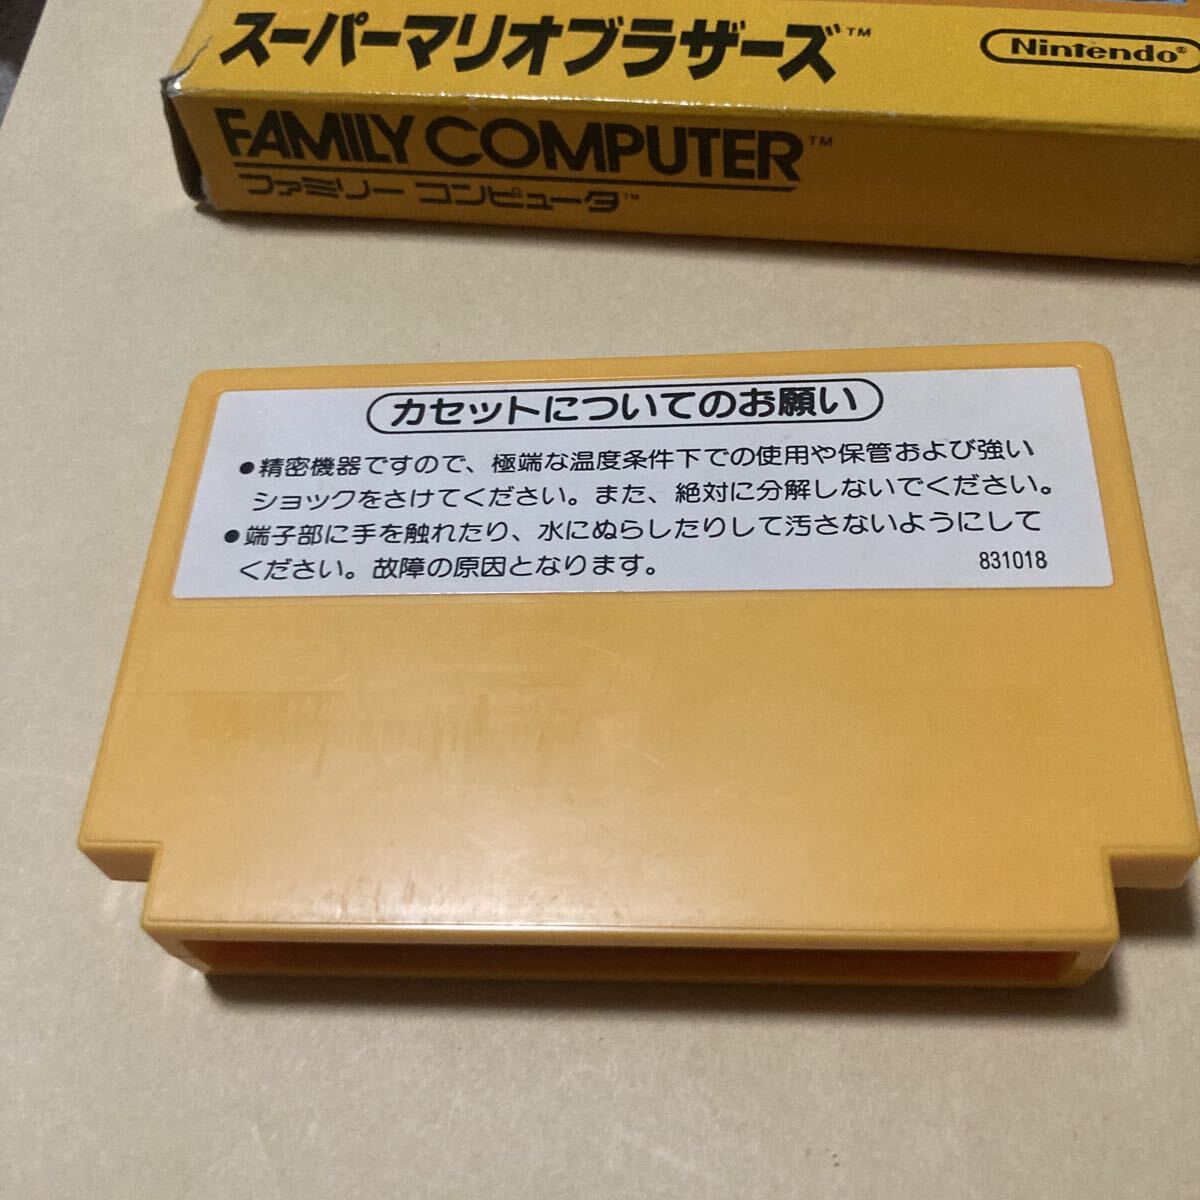 スーパーマリオブラザーズ™
Nintendo®
FAMILY COMPUTER™
ファミリー コンピュータ™
カセットについてのお願い
●精密機器ですので、極端な温度条件下での使用や保管および強い
ショックをさけてください。また、絶対に分解しないでください。
●端子部に手を触れたり、水にぬらしたりして汚さないようにして
ください。故障の原因となります。
831018